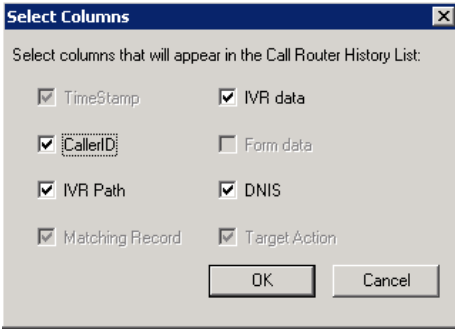 Select Columns
Select columns that will appear in the Call Router History List:
TimeStamp IVR data
CallerID Form data
IVR Path DNIS
Matching Record Target Action
OK Cancel